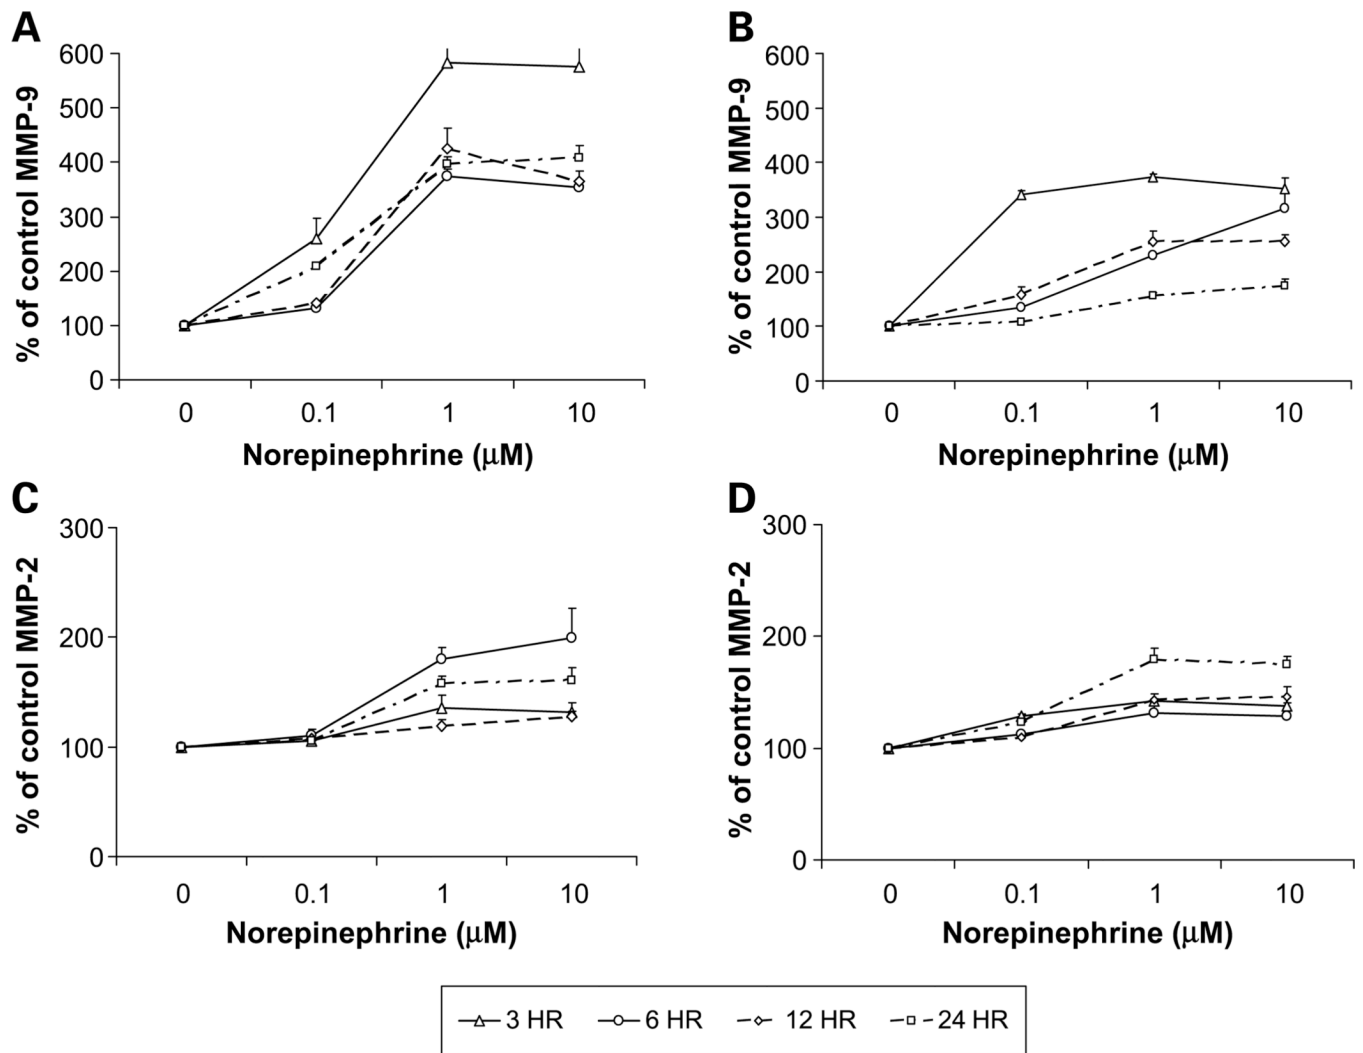 A
600
500
400
300
200
100
0
% of control MMP-9
0 0.1 1 10
Norepinephrine (μM)
B
600
500
400
300
200
100
0
% of control MMP-9
0 0.1 1 10
Norepinephrine (μM)
C
300
200
100
0
% of control MMP-2
0 0.1 1 10
Norepinephrine (μM)
D
300
200
100
0
% of control MMP-2
0 0.1 1 10
Norepinephrine (μM)
3 HR 6 HR 12 HR 24 HR